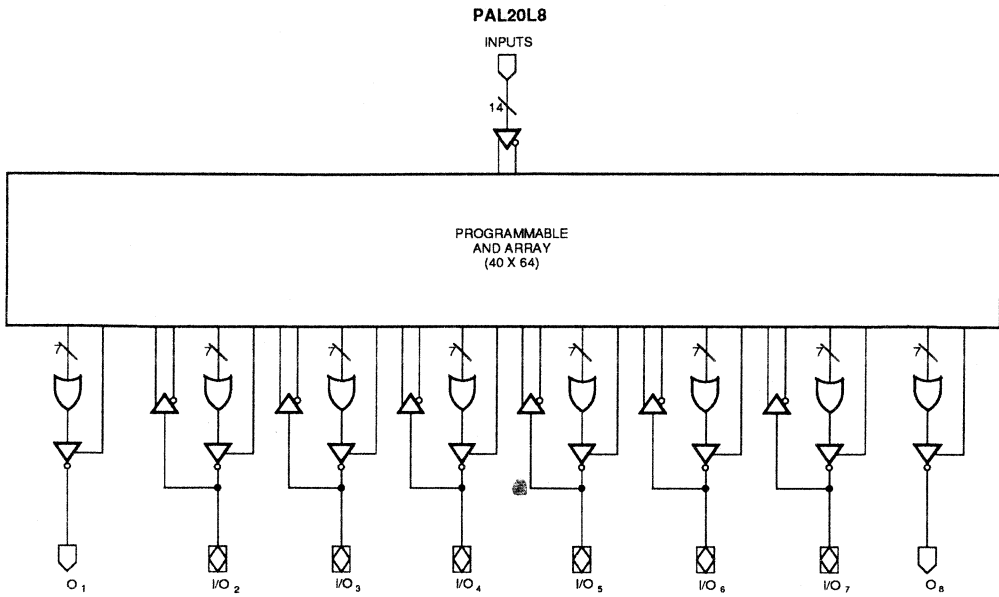 PAL20L8
INPUTS
14
PROGRAMMABLE
AND ARRAY
(40 X 64)
7 7 7 7 7 7 7 7
O1 I/O2 I/O3 I/O4 I/O5 I/O6 I/O7 O8